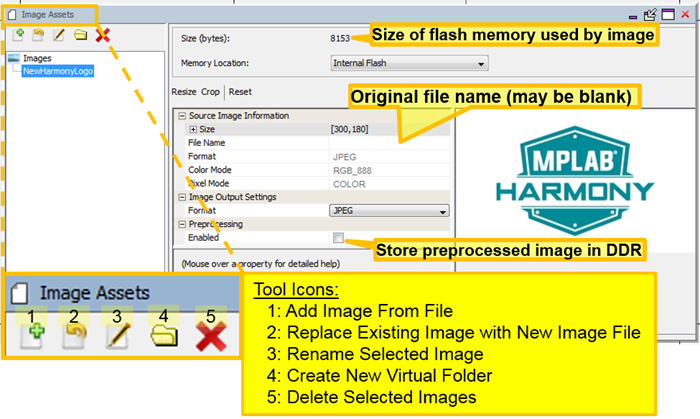 Image Assets
Size (bytes): 8153 Size of flash memory used by image
Images
NewHarmonyLogo
Memory Location: Internal Flash
Resize Crop Reset
Original file name (may be blank)
Source Image Information
Size [300,180]
File Name
Format JPEG
Color Mode RGB_888
Pixel Mode COLOR
Image Output Settings
Format JPEG
Preprocessing
Enabled Store preprocessed image in DDR
(Mouse over a property for detailed help)
MPLAB®
HARMONY
Image Assets
1 2 3 4 5
Tool Icons:
1: Add Image From File
2: Replace Existing Image with New Image File
3: Rename Selected Image
4: Create New Virtual Folder
5: Delete Selected Images